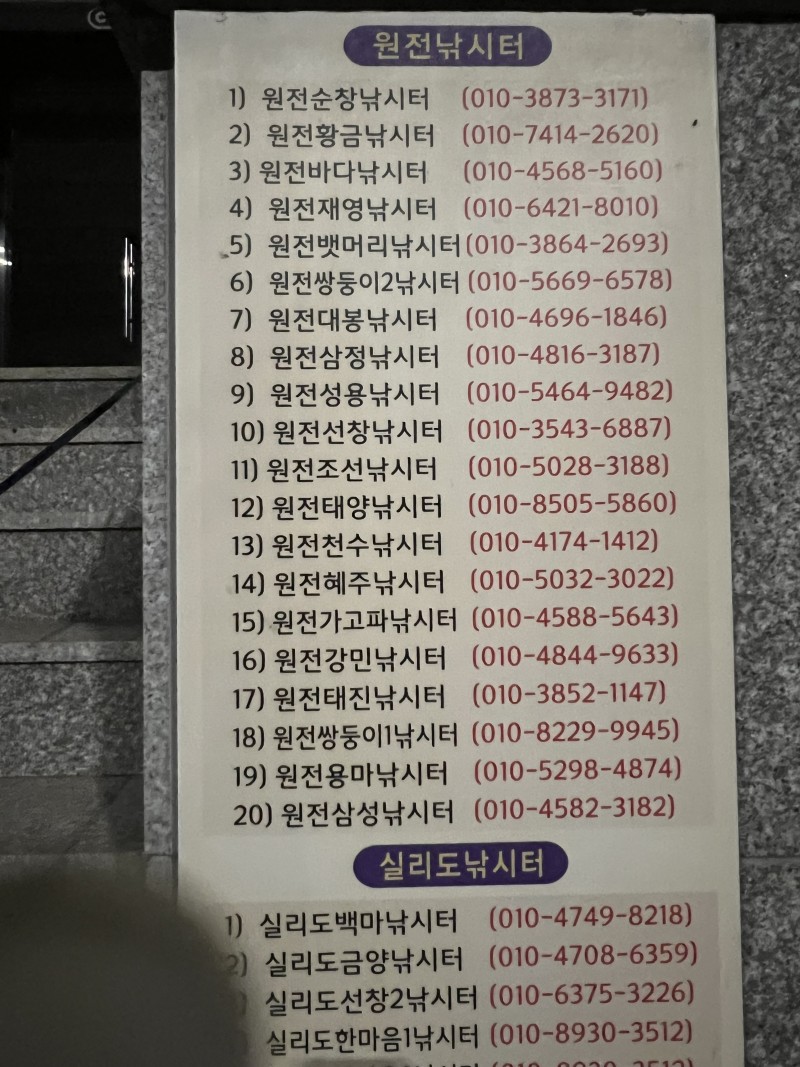 원전낚시터
1) 원전순창낚시터 (010-3873-3171)
2) 원전황금낚시터 (010-7414-2620)
3) 원전바다낚시터 (010-4568-5160)
4) 원전재영낚시터 (010-6421-8010)
5) 원전뱃머리낚시터 (010-3864-2693)
6) 원전쌍둥이2낚시터 (010-5669-6578)
7) 원전대봉낚시터 (010-4696-1846)
8) 원전삼정낚시터 (010-4816-3187)
9) 원전성용낚시터 (010-5464-9482)
10) 원전선창낚시터 (010-3543-6887)
11) 원전조선낚시터 (010-5028-3188)
12) 원전태양낚시터 (010-8505-5860)
13) 원전천수낚시터 (010-4174-1412)
14) 원전혜주낚시터 (010-5032-3022)
15) 원전가고파낚시터 (010-4588-5643)
16) 원전강민낚시터 (010-4844-9633)
17) 원전태진낚시터 (010-3852-1147)
18) 원전쌍둥이1낚시터 (010-8229-9945)
19) 원전용마낚시터 (010-5298-4874)
20) 원전삼성낚시터 (010-4582-3182)
실리도낚시터
1) 실리도백마낚시터 (010-4749-8218)
2) 실리도금양낚시터 (010-4708-6359)
실리도선창2낚시터 (010-6375-3226)
실리도한마음1낚시터 (010-8930-3512)